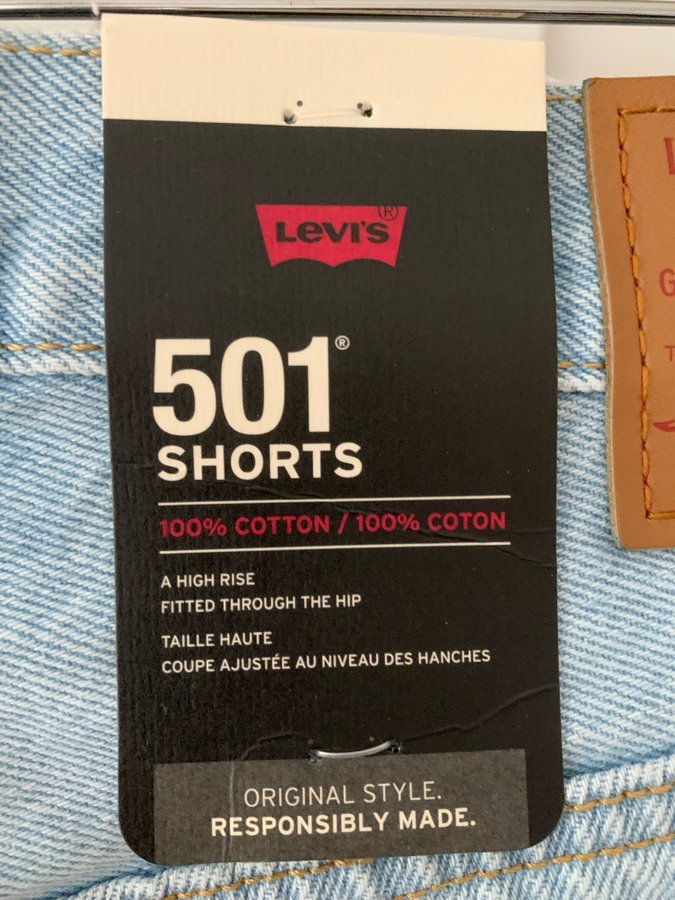 Levi's®
501®
SHORTS
100% COTTON / 100% COTON
A HIGH RISE
FITTED THROUGH THE HIP
TAILLE HAUTE
COUPE AJUSTÉE AU NIVEAU DES HANCHES
ORIGINAL STYLE.
RESPONSIBLY MADE.